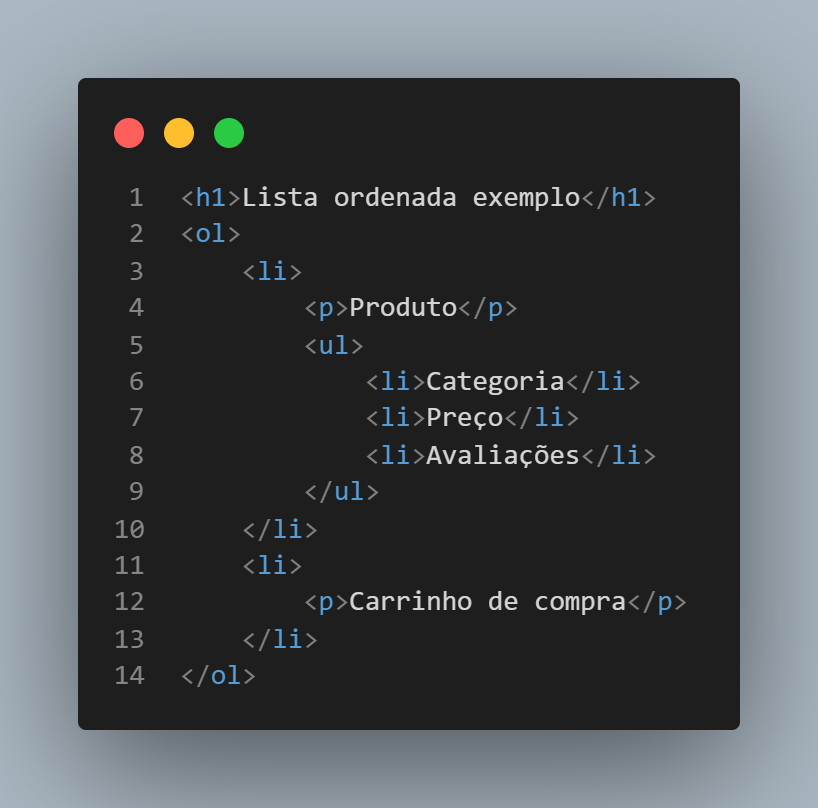 1 <h1>Lista ordenada exemplo</h1>
2 <ol>
3     <li>
4         <p>Produto</p>
5         <ul>
6             <li>Categoria</li>
7             <li>Preço</li>
8             <li>Avaliações</li>
9         </ul>
10     </li>
11     <li>
12         <p>Carrinho de compra</p>
13     </li>
14 </ol>